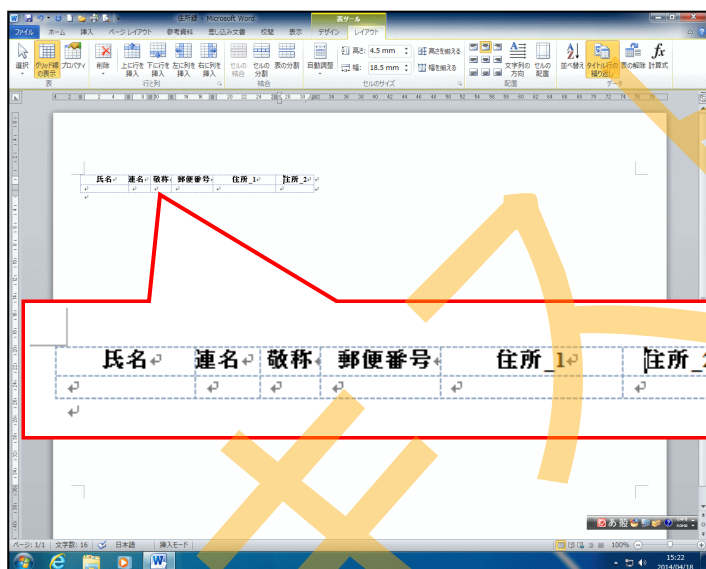 住所録 - Microsoft Word
表ツール
ファイル ホーム 挿入 ページ レイアウト 参考資料 差し込み文書 校閲 表示 デザイン レイアウト
選択 グリッド線の表示 プロパティ 削除 上に行を挿入 下に行を挿入 左に列を挿入 右に列を挿入 セルの結合 セルの分割 表の分割 自動調整 高さ: 4.5 mm 幅: 18.5 mm 高さを揃える 幅を揃える 文字列の方向 セルの配置 並べ替え タイトル行の繰り返し 表の解除 計算式
表 行と列 結合 セルのサイズ 配置 データ
氏名 連名 敬称 郵便番号 住所_1 住所_2
氏名 連名 敬称 郵便番号 住所_1 住所_2
あ 般
ページ: 1/1 文字数: 16 日本語 挿入モード 100%
15:22
2014/04/18